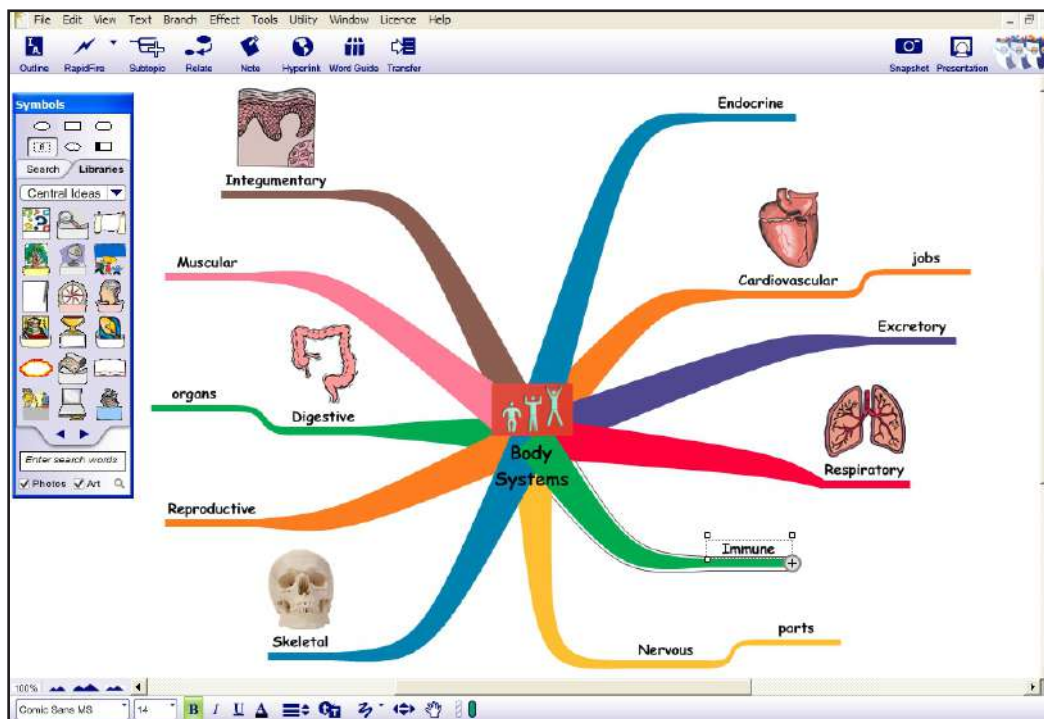 File Edit View Text Branch Effect Tools Utility Window Licence Help
Outline RapidFire Subtopic Relate Note Hyperlink Word Guide Transfer
Snapshot Presentation
Symbols
Search Libraries
Central Ideas
Enter search words
Photos Art
Endocrine
Integumentary
Muscular
Cardiovascular
jobs
Excretory
organs
Digestive
Body
Systems
Respiratory
Reproductive
Immune
Skeletal
Nervous
parts
100%
Comic Sans MS 14 B I U A